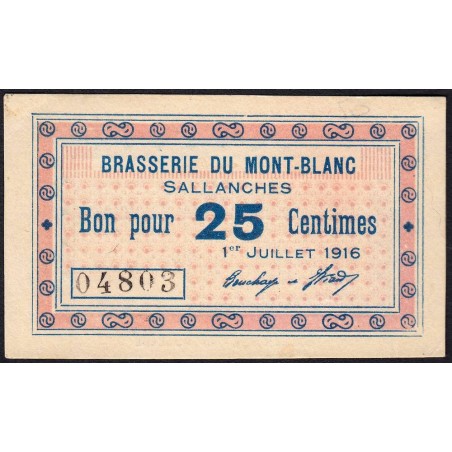 BRASSERIE DU MONT-BLANC
SALLANCHES
Bon pour 25 Centimes
1er JUILLET 1916
04803